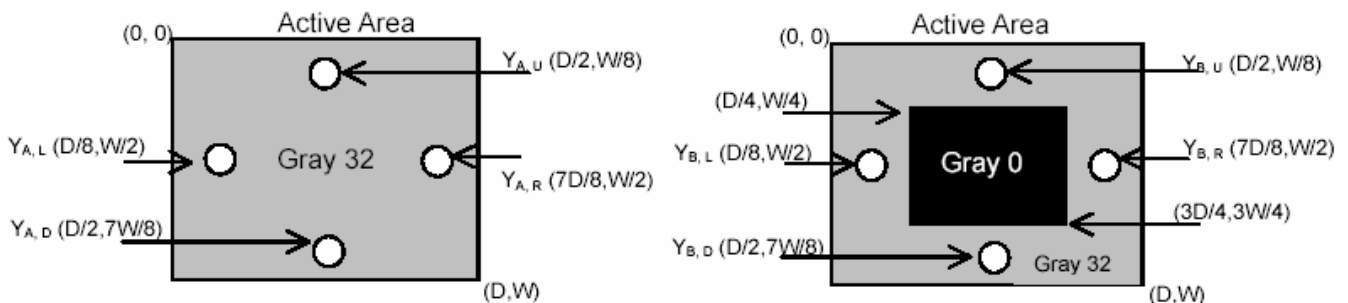 Active Area
(0, 0)
Y_A, U (D/2,W/8)
Y_A, L (D/8,W/2)
Gray 32
Y_A, R (7D/8,W/2)
Y_A, D (D/2,7W/8)
(D,W)
Active Area
(0, 0)
Y_B, U (D/2,W/8)
(D/4,W/4)
Y_B, L (D/8,W/2)
Gray 0
Y_B, R (7D/8,W/2)
(3D/4,3W/4)
Y_B, D (D/2,7W/8)
Gray 32
(D,W)